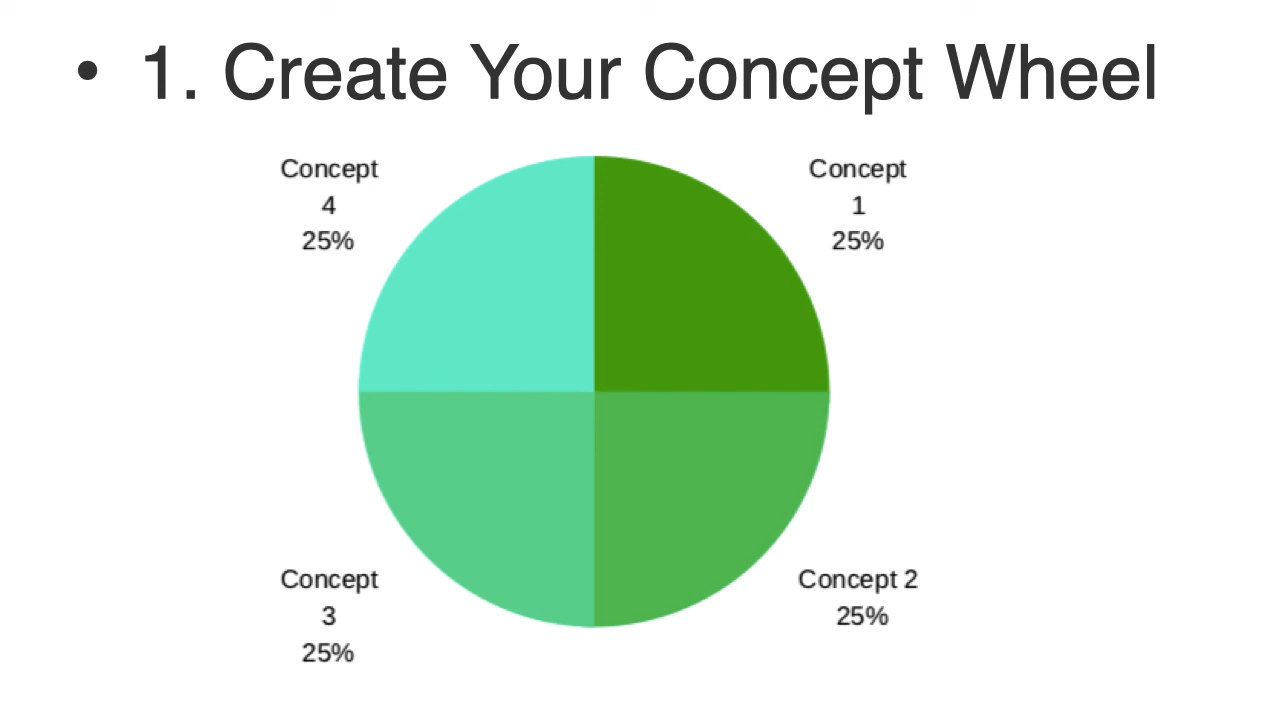 • 1. Create Your Concept Wheel
Concept
4
25%
Concept
1
25%
Concept
3
25%
Concept 2
25%